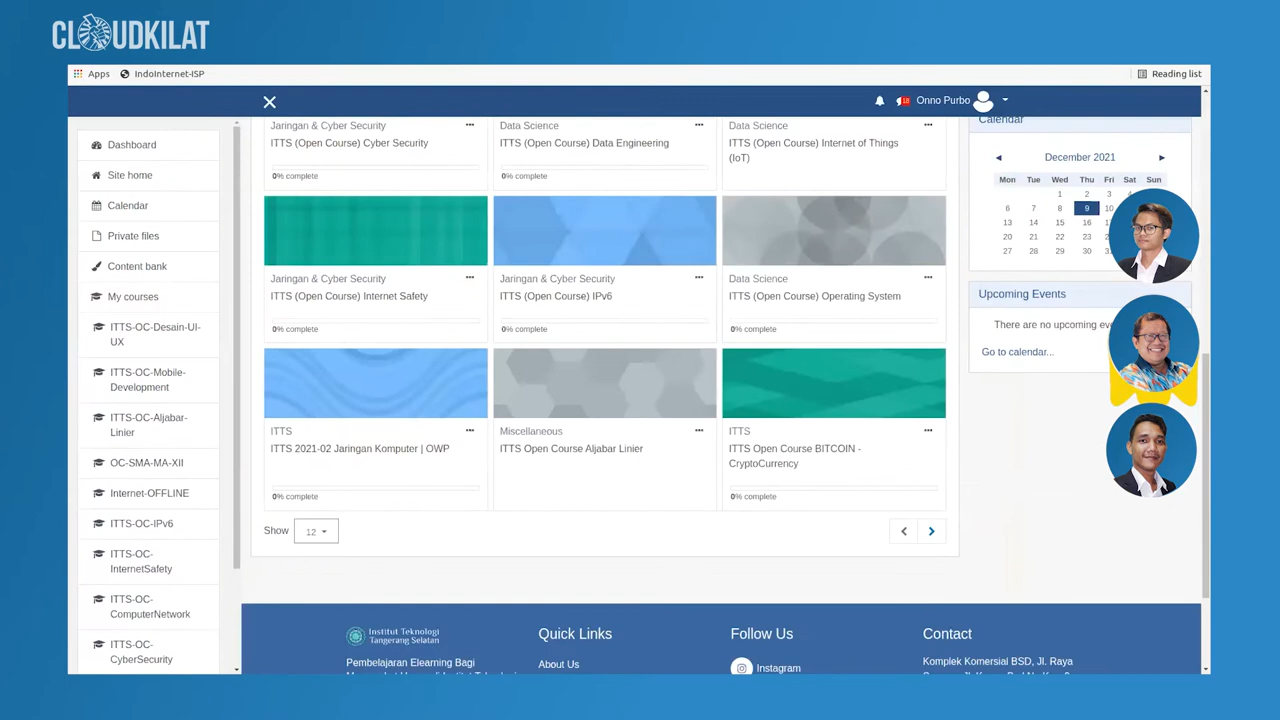 CLOUDKILAT
Apps
IndoInternet-ISP
Reading list
18
Onno Purbo
Dashboard
Site home
Calendar
Private files
Content bank
My courses
ITTS-OC-Desain-UI-
UX
ITTS-OC-Mobile-
Development
ITTS-OC-Aljabar-
Linier
OC-SMA-MA-XII
Internet-OFFLINE
ITTS-OC-IPv6
ITTS-OC-
InternetSafety
ITTS-OC-
ComputerNetwork
ITTS-OC-
CyberSecurity
Jaringan & Cyber Security
ITTS (Open Course) Cyber Security
0% complete
Data Science
ITTS (Open Course) Data Engineering
0% complete
Data Science
ITTS (Open Course) Internet of Things
(IoT)
Jaringan & Cyber Security
ITTS (Open Course) Internet Safety
0% complete
Jaringan & Cyber Security
ITTS (Open Course) IPv6
0% complete
Data Science
ITTS (Open Course) Operating System
0% complete
ITTS
ITTS 2021-02 Jaringan Komputer | OWP
0% complete
Miscellaneous
ITTS Open Course Aljabar Linier
ITTS
ITTS Open Course BITCOIN -
CryptoCurrency
0% complete
Show 12
Calendar
December 2021
Mon Tue Wed Thu Fri Sat Sun
1 2 3
6 7 8 9 10
13 14 15 16 17
20 21 22 23
27 28 29 30 31
Upcoming Events
There are no upcoming
Go to calendar...
Institut Teknologi
Tangerang Selatan
Pembelajaran Elearning Bagi
Quick Links
About Us
Follow Us
Instagram
Contact
Komplek Komersial BSD, Jl. Raya